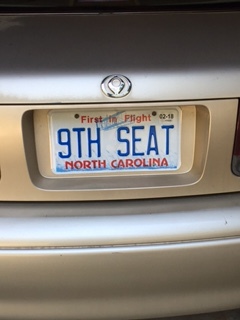 First in Flight
02-18
9TH SEAT
NORTH CAROLINA